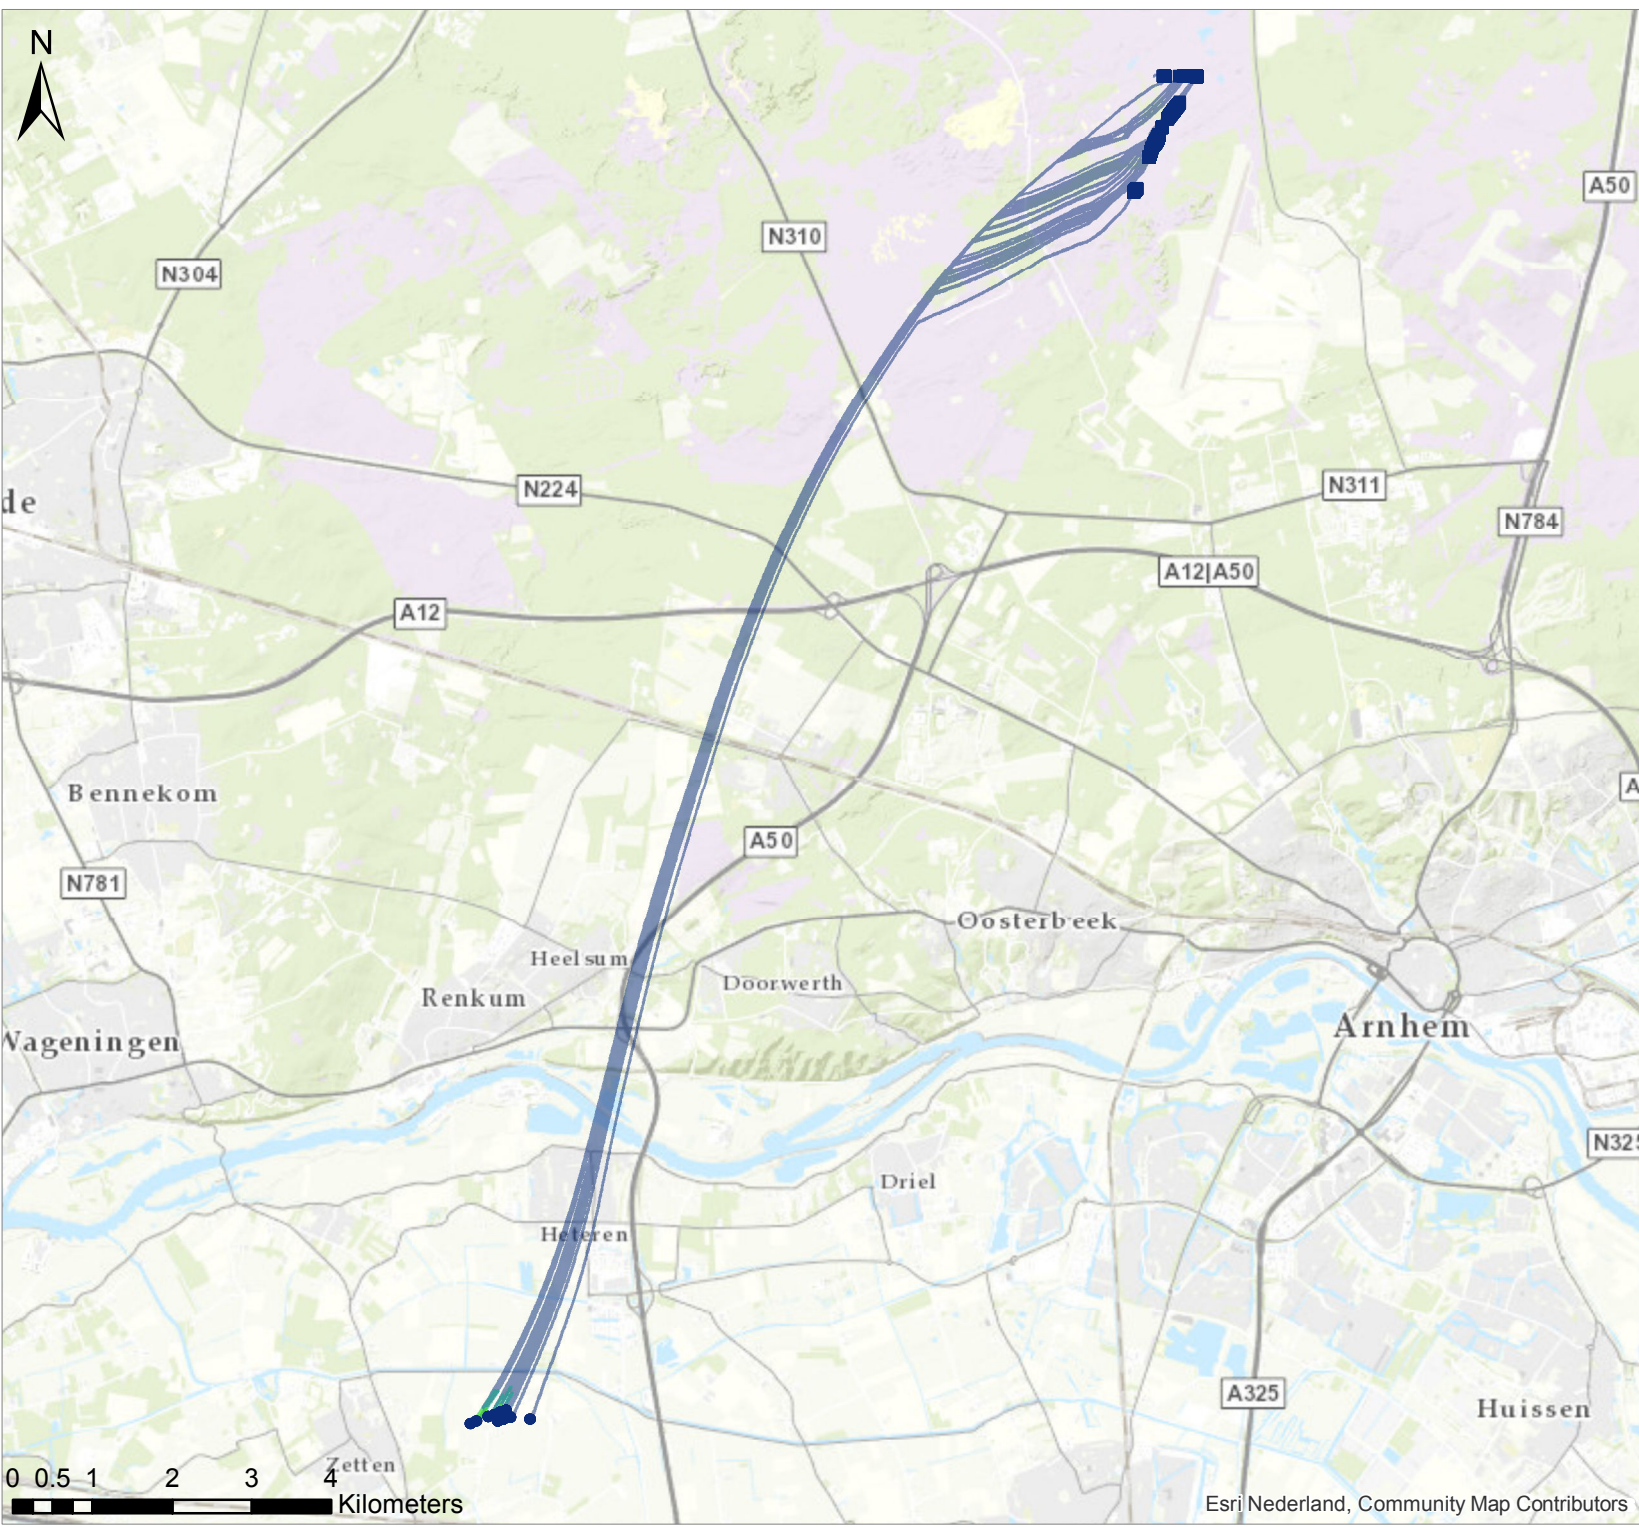 N
A50
N310
N304
N311
N224
de
N784
A12|A50
A12
A
Bennekom
A50
N781
Oosterbeek
Heelsum
Doorwerth
Renkum
Arnhem
Wageningen
N325
Driel
Heteren
A325
Huissen
Zetten
0 0.5 1 2 3 4
Kilometers
Esri Nederland, Community Map Contributors